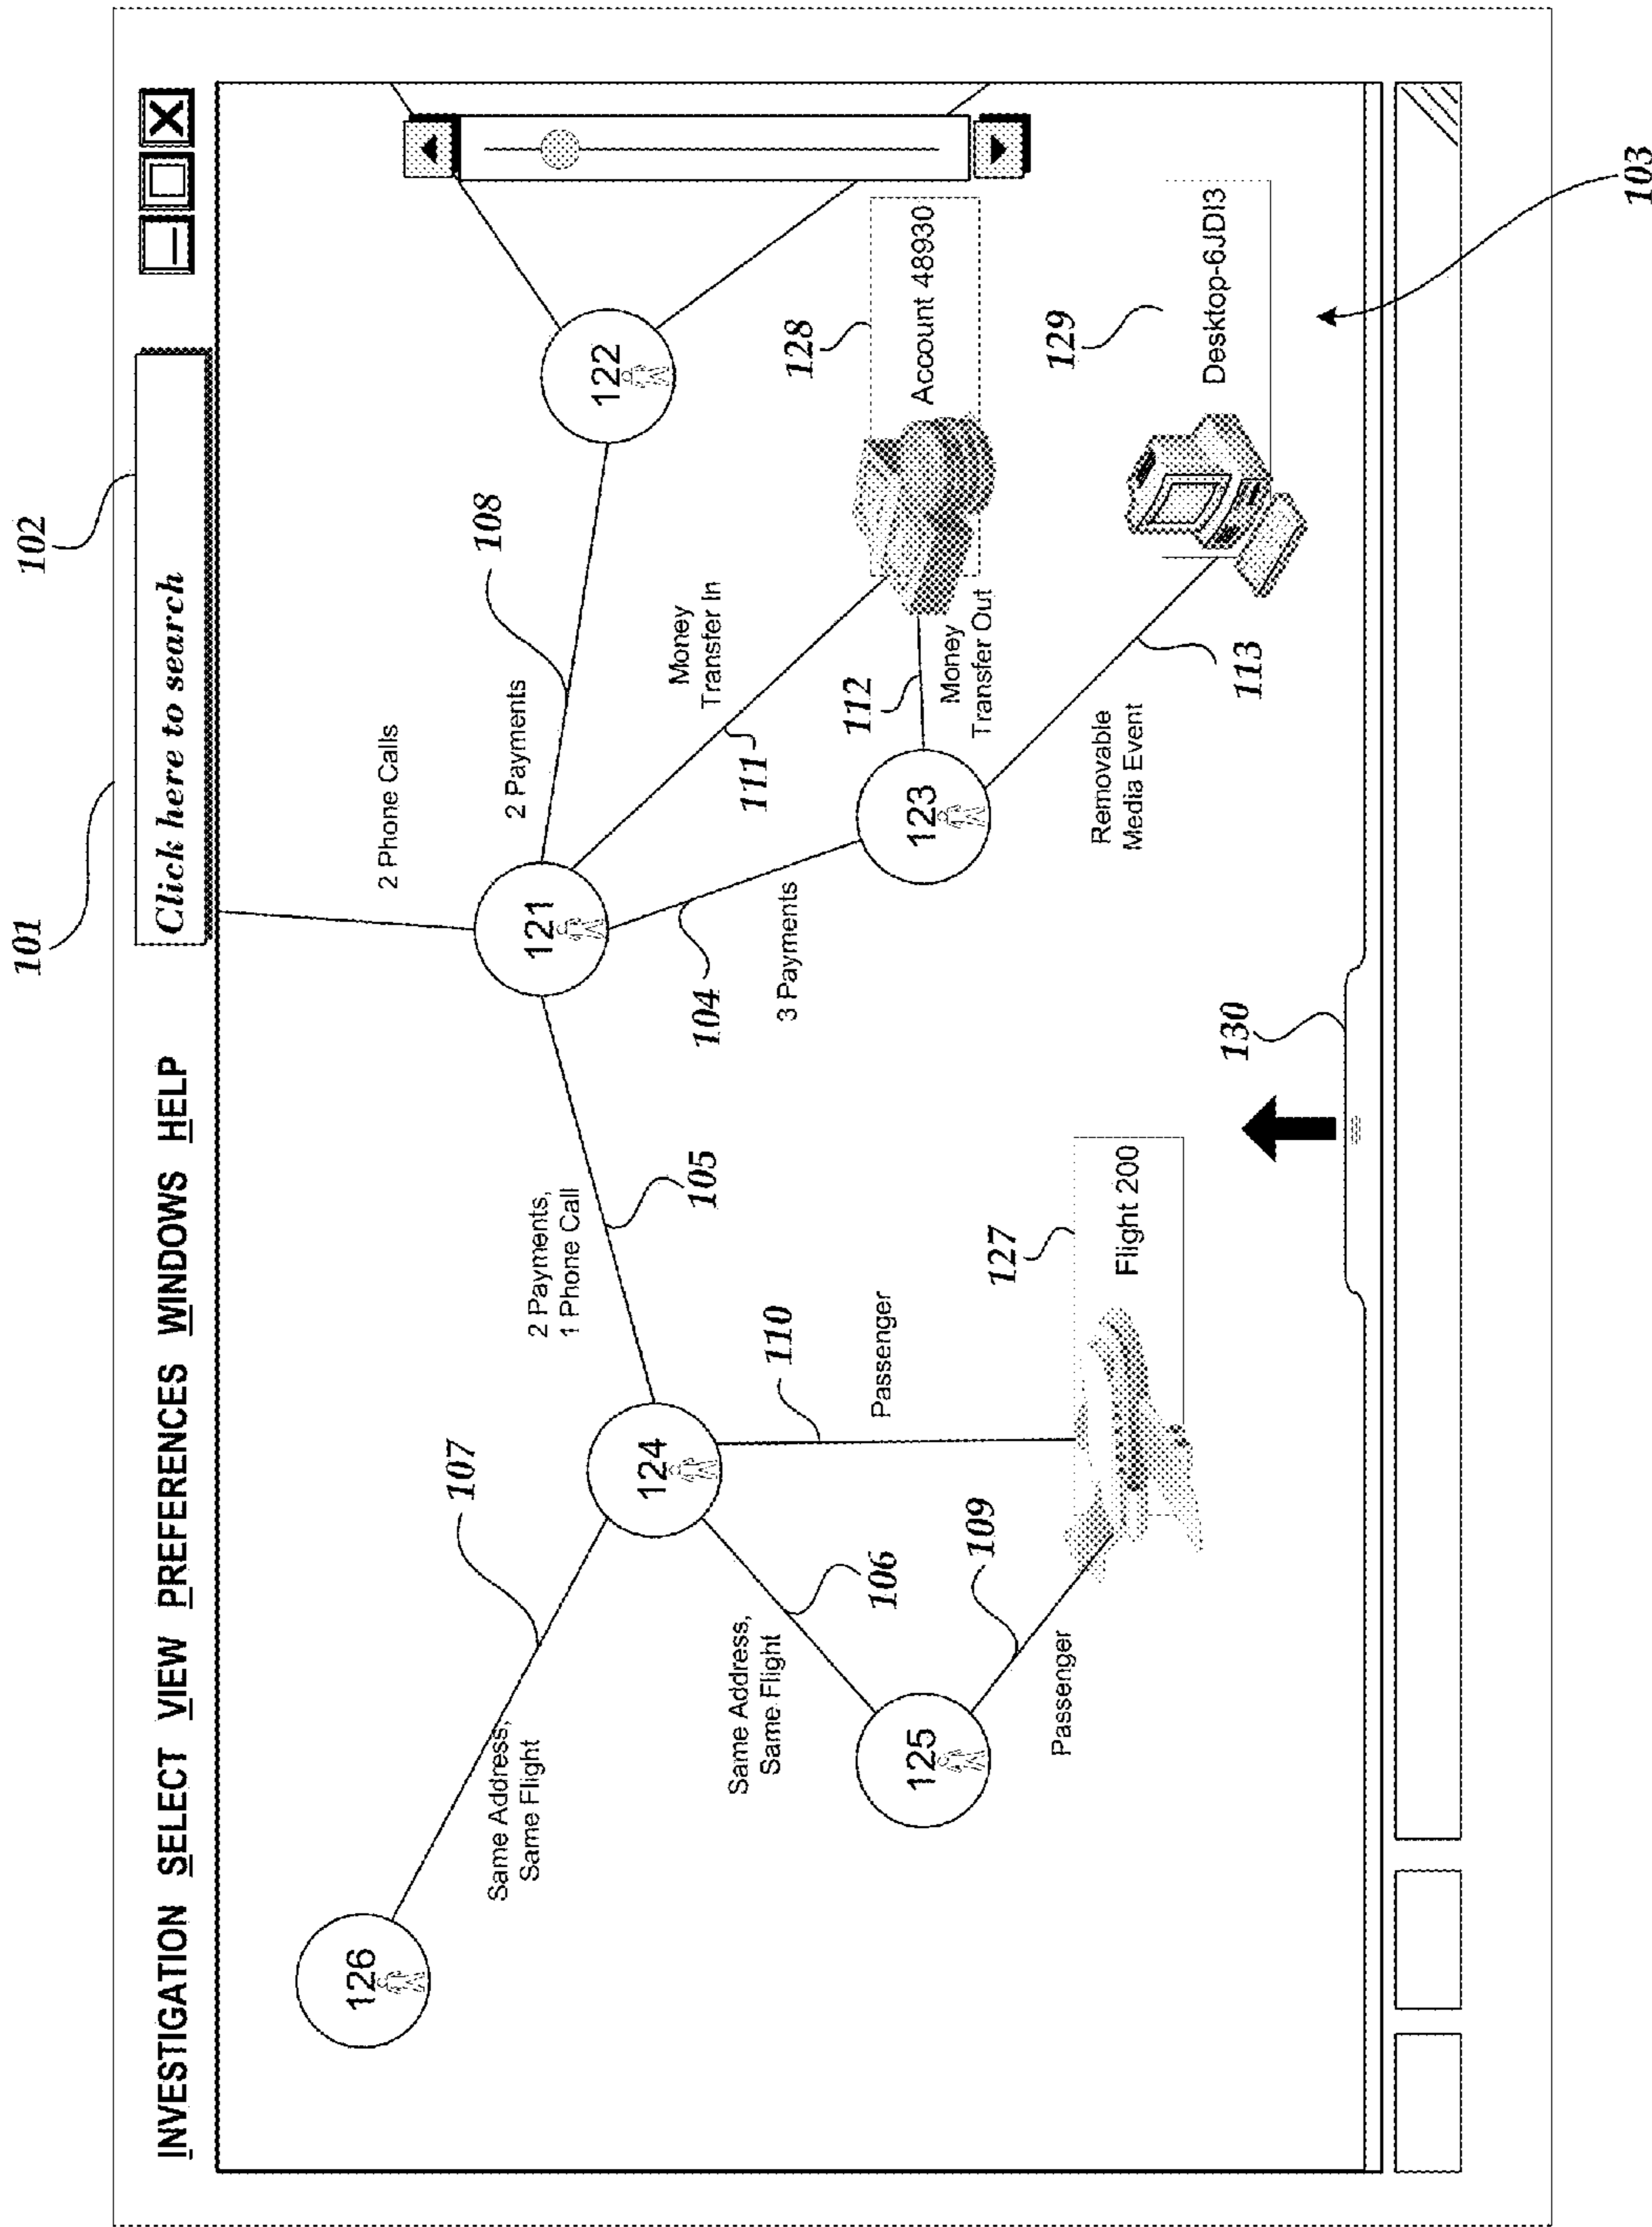 101
102
INVESTIGATION SELECT VIEW PREFERENCES WINDOWS HELP
Click here to search
126
107
Same Address,
Same Flight
2 Phone Calls
121
2 Payments
108
122
2 Payments,
1 Phone Call
105
124
110
Passenger
Same Address,
Same Flight
106
125
109
Passenger
127
Flight 200
104
3 Payments
111
Money
Transfer In
123
112
Money
Transfer Out
128
Account 48930
Removable
Media Event
113
129
Desktop-6JDI3
130
103